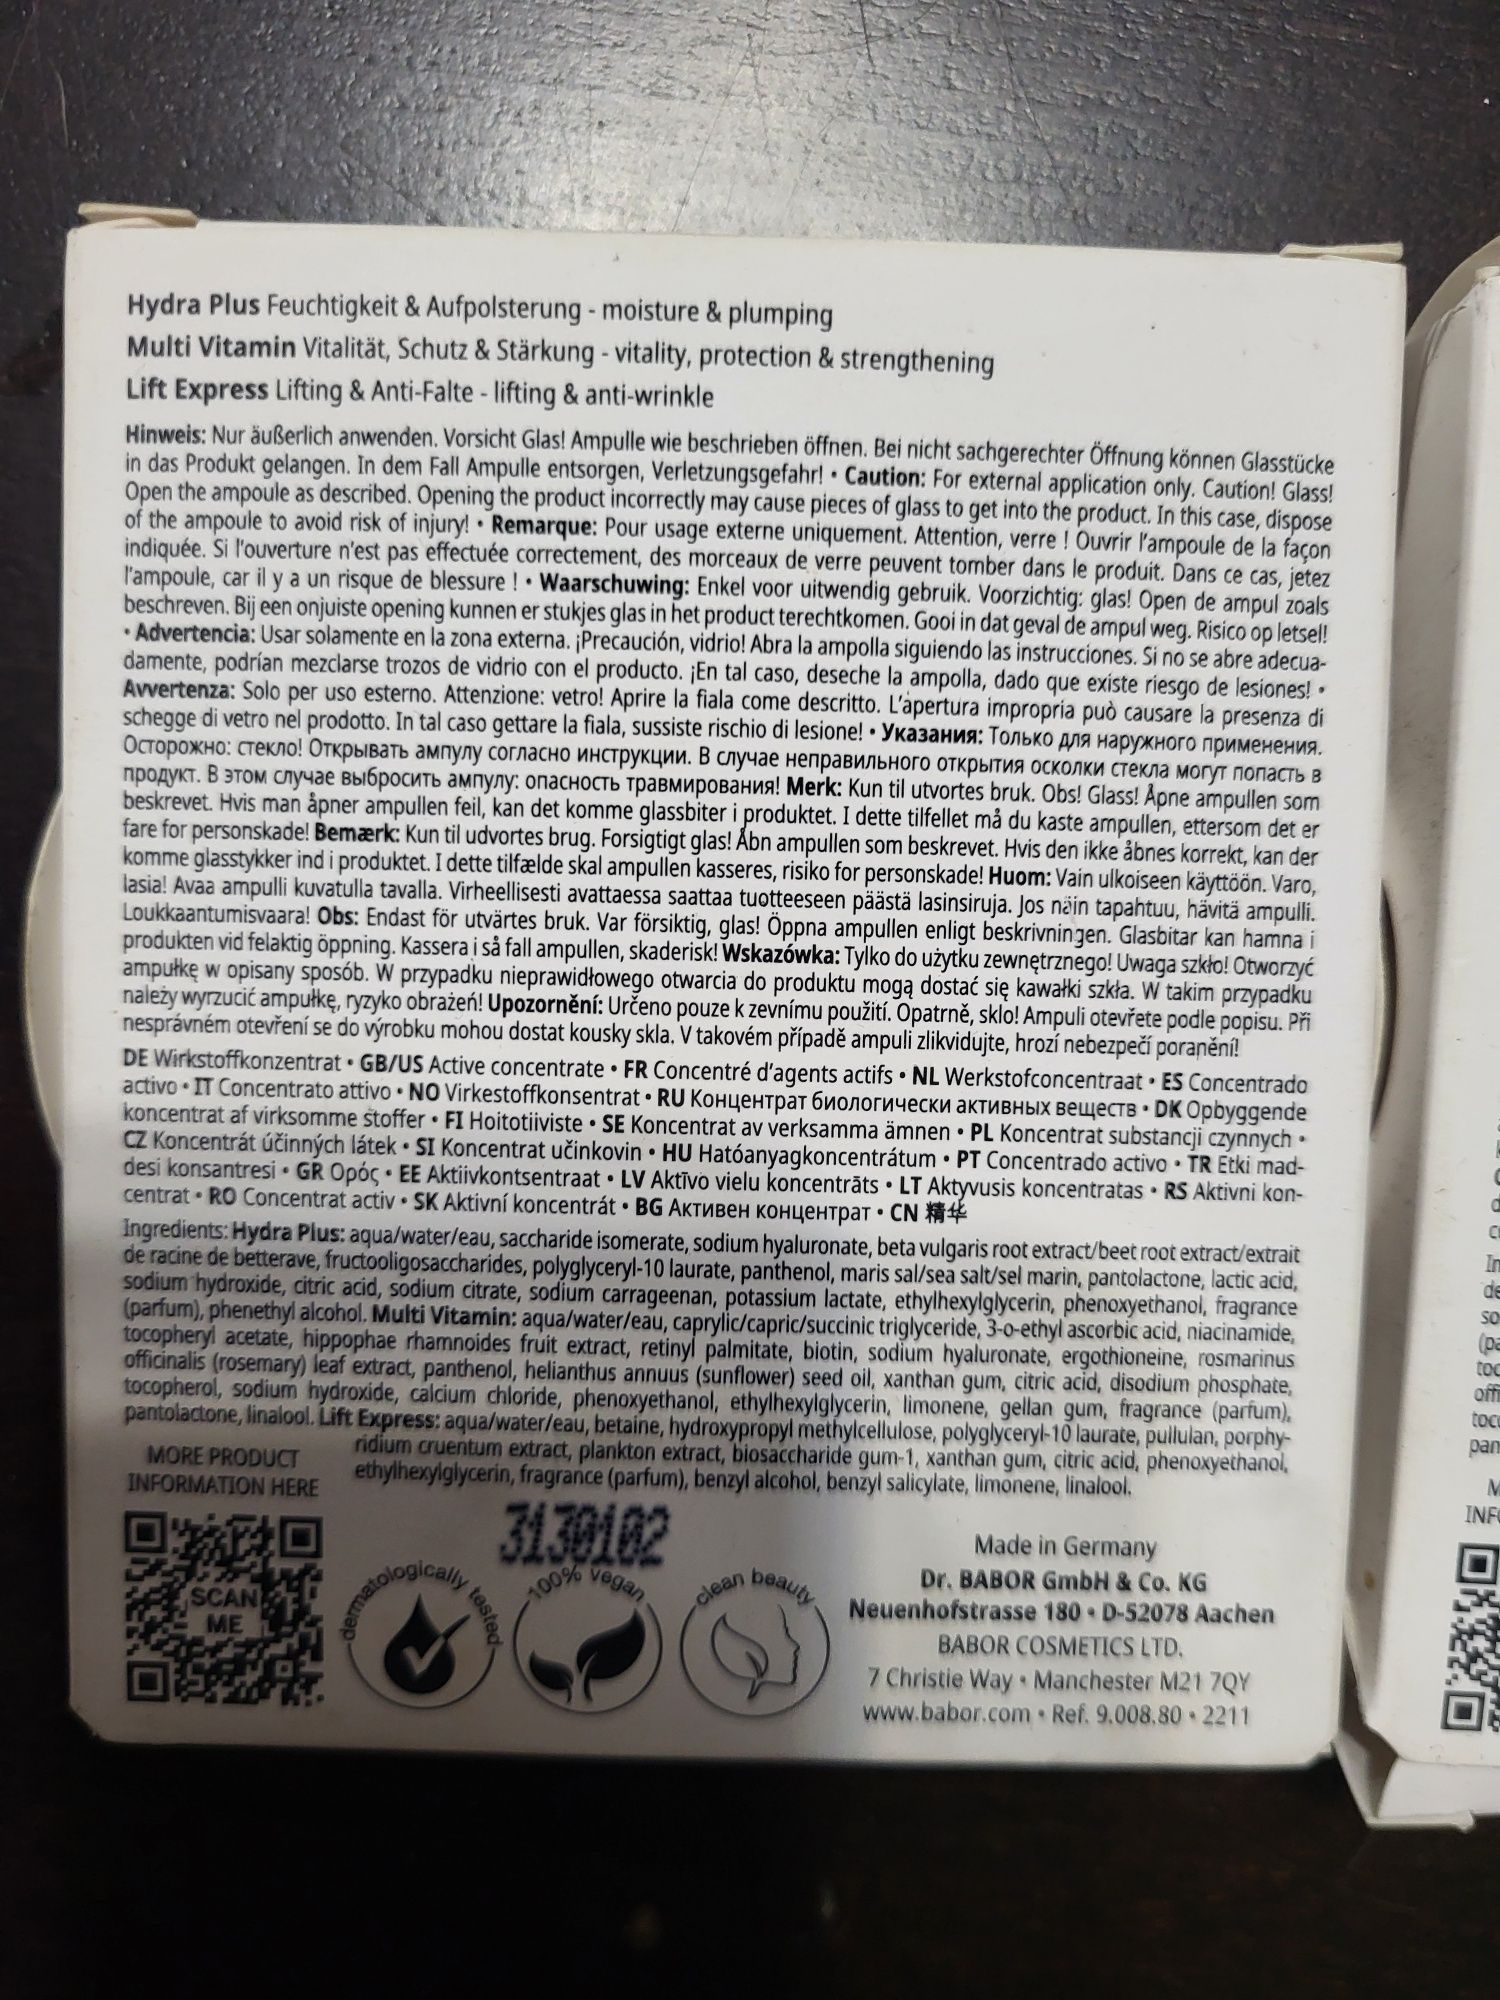 Hydra Plus Feuchtigkeit & Aufpolsterung - moisture & plumping
Multi Vitamin Vitalität, Schutz & Stärkung - vitality, protection & strengthening
Lift Express Lifting & Anti-Falte - lifting & anti-wrinkle
Hinweis: Nur äußerlich anwenden. Vorsicht Glas! Ampulle wie beschrieben öffnen. Bei nicht sachgerechter Öffnung können Glasstücke
in das Produkt gelangen. In dem Fall Ampulle entsorgen, Verletzungsgefahr! • Caution: For external application only. Caution! Glass!
Open the ampoule as described. Opening the product incorrectly may cause pieces of glass to get into the product. In this case, dispose
of the ampoule to avoid risk of injury! • Remarque: Pour usage externe uniquement. Attention, verre ! Ouvrir l'ampoule de la façon
indiquée. Si l'ouverture n'est pas effectuée correctement, des morceaux de verre peuvent tomber dans le produit. Dans ce cas, jetez
l'ampoule, car il y a un risque de blessure ! • Waarschuwing: Enkel voor uitwendig gebruik. Voorzichtig: glas! Open de ampul zoals
beschreven. Bij een onjuiste opening kunnen er stukjes glas in het product terechtkomen. Gooi in dat geval de ampul weg. Risico op letsel!
• Advertencia: Usar solamente en la zona externa. ¡Precaución, vidrio! Abra la ampolla siguiendo las instrucciones. Si no se abre adecua-
damente, podrían mezclarse trozos de vidrio con el producto. ¡En tal caso, deseche la ampolla, dado que existe riesgo de lesiones! •
Avvertenza: Solo per uso esterno. Attenzione: vetro! Aprire la fiala come descritto. L'apertura impropria può causare la presenza di
schegge di vetro nel prodotto. In tal caso gettare la fiala, sussiste rischio di lesione! • Указания: Только для наружного применения.
Осторожно: стекло! Открывать ампулу согласно инструкции. В случае неправильного открытия осколки стекла могут попасть в
продукт. В этом случае выбросить ампулу: опасность травмирования! Merk: Kun til utvortes bruk. Obs! Glass! Åpne ampullen som
beskrevet. Hvis man åpner ampullen feil, kan det komme glassbiter i produktet. I dette tilfellet må du kaste ampullen, ettersom det er
fare for personskade! Bemærk: Kun til udvortes brug. Forsigtigt glas! Åbn ampullen som beskrevet. Hvis den ikke åbnes korrekt, kan der
komme glasstykker ind i produktet. I dette tilfælde skal ampullen kasseres, risiko for personskade! Huom: Vain ulkoiseen käyttöön. Varo,
lasia! Avaa ampulli kuvatulla tavalla. Virheellisesti avattaessa saattaa tuotteeseen päästä lasinsiruja. Jos näin tapahtuu, hävitä ampulli.
Loukkaantumisvaara! Obs: Endast för utvärtes bruk. Var försiktig, glas! Öppna ampullen enligt beskrivningen. Glasbitar kan hamna i
produkten vid felaktig öppning. Kassera i så fall ampullen, skaderisk! Wskazówka: Tylko do użytku zewnętrznego! Uwaga szkło! Otworzyć
ampułkę w opisany sposób. W przypadku nieprawidłowego otwarcia do produktu mogą dostać się kawałki szkła. W takim przypadku
należy wyrzucić ampułkę, ryzyko obrażeń! Upozornění: Určeno pouze k zevnímu použití. Opatrně, sklo! Ampuli otevřete podle popisu. Při
nesprávném otevření se do výrobku mohou dostat kousky skla. V takovém případě ampuli zlikvidujte, hrozí nebezpečí poranění!
DE Wirkstoffkonzentrat • GB/US Active concentrate • FR Concentré d'agents actifs • NL Werkstofconcentraat • ES Concentrado
activo • IT Concentrato attivo • NO Virkestoffkonsentrat • RU Концентрат биологически активных веществ • DK Opbyggende
koncentrat af virksomme stoffer • FI Hoitotiiviste • SE Koncentrat av verksamma ämnen • PL Koncentrat substancji czynnych •
CZ Koncentrát účinných látek • SI Koncentrat učinkovin • HU Hatóanyagkoncentrátum • PT Concentrado activo • TR Etki mad-
desi konsantresi • GR Ορός • EE Aktiivkontsentraat • LV Aktīvo vielu koncentrāts • LT Aktyvusis koncentratas • RS Aktivni kon-
centrat • RO Concentrat activ • SK Aktivní koncentrát • BG Активен концентрат • CN 精华
Ingredients: Hydra Plus: aqua/water/eau, saccharide isomerate, sodium hyaluronate, beta vulgaris root extract/beet root extract/extrait
de racine de betterave, fructooligosaccharides, polyglyceryl-10 laurate, panthenol, maris sal/sea salt/sel marin, pantolactone, lactic acid,
sodium hydroxide, citric acid, sodium citrate, sodium carrageenan, potassium lactate, ethylhexylglycerin, phenoxyethanol, fragrance
(parfum), phenethyl alcohol. Multi Vitamin: aqua/water/eau, caprylic/capric/succinic triglyceride, 3-o-ethyl ascorbic acid, niacinamide,
tocopheryl acetate, hippophae rhamnoides fruit extract, retinyl palmitate, biotin, sodium hyaluronate, ergothioneine, rosmarinus
officinalis (rosemary) leaf extract, panthenol, helianthus annuus (sunflower) seed oil, xanthan gum, citric acid, disodium phosphate,
tocopherol, sodium hydroxide, calcium chloride, phenoxyethanol, ethylhexylglycerin, limonene, gellan gum, fragrance (parfum),
pantolactone, linalool. Lift Express: aqua/water/eau, betaine, hydroxypropyl methylcellulose, polyglyceryl-10 laurate, pullulan, porphy-
ridium cruentum extract, plankton extract, biosaccharide gum-1, xanthan gum, citric acid, phenoxyethanol,
ethylhexylglycerin, fragrance (parfum), benzyl alcohol, benzyl salicylate, limonene, linalool.
MORE PRODUCT
INFORMATION HERE
SCAN
ME
3130102
dermatologically tested
100% vegan
clean beauty
Made in Germany
Dr. BABOR GmbH & Co. KG
Neuenhofstrasse 180 • D-52078 Aachen
BABOR COSMETICS LTD.
7 Christie Way • Manchester M21 7QY
www.babor.com • Ref. 9.008.80 • 2211